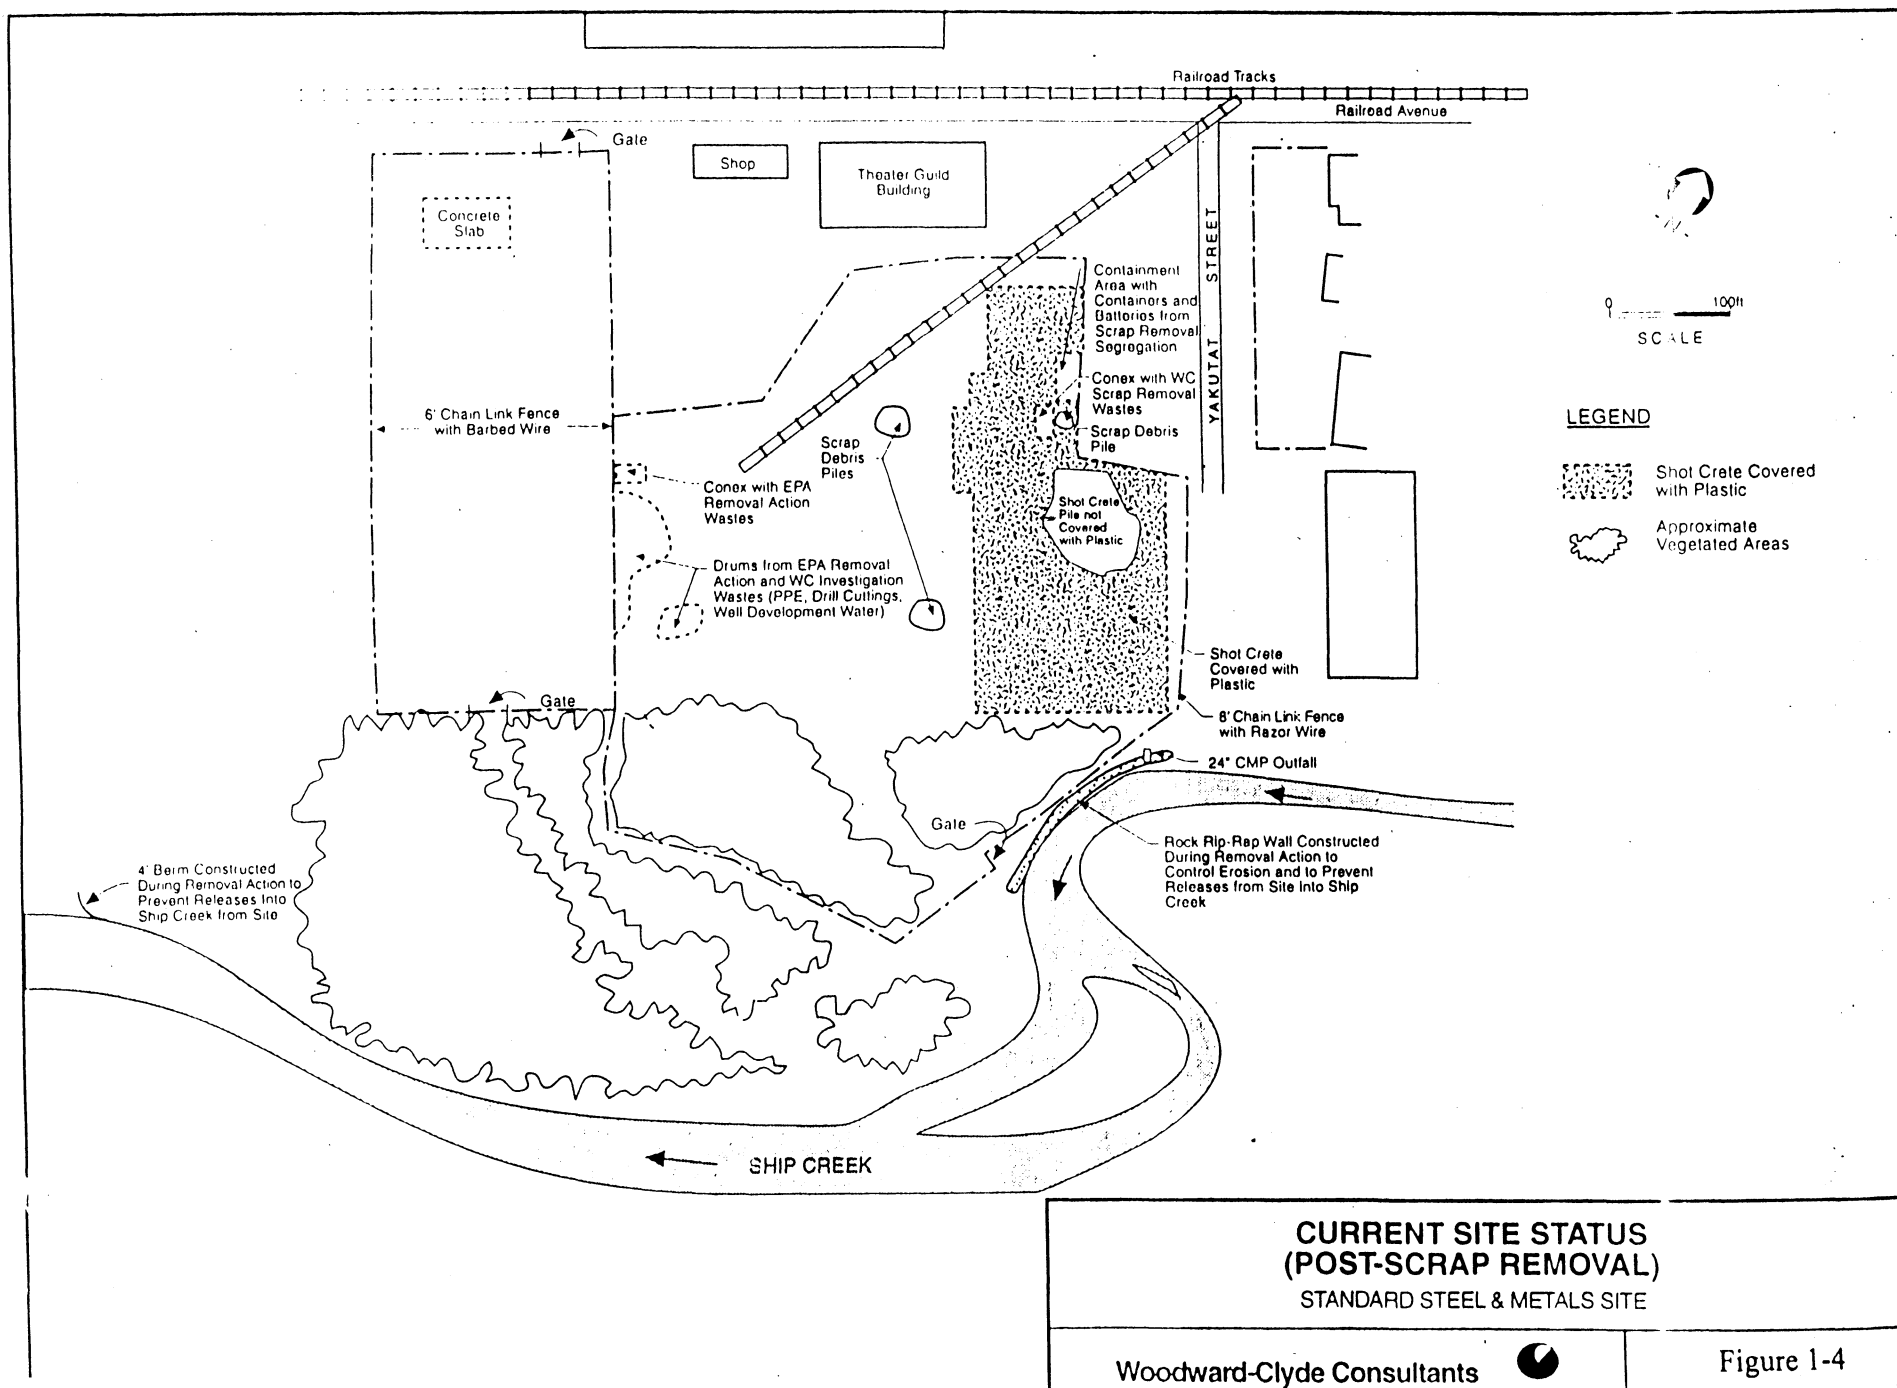 Railroad Tracks
Railroad Avenue
Gate
Shop
Theater Guild
Building
Concrete
Slab
YAKUTAT STREET
Containment
Area with
Containers and
Batteries from
Scrap Removal
Segregation
0 100ft
SCALE
6' Chain Link Fence
with Barbed Wire
Conex with WC
Scrap Removal
Wastes
Scrap Debris
Pile
Scrap
Debris
Piles
Conex with EPA
Removal Action
Wastes
Shot Crete
Pile not
Covered
with Plastic
LEGEND
Shot Crete Covered
with Plastic
Approximate
Vegetated Areas
Drums from EPA Removal
Action and WC Investigation
Wastes (PPE, Drill Cuttings,
Well Development Water)
Shot Crete
Covered with
Plastic
Gate
8' Chain Link Fence
with Razor Wire
24" CMP Outfall
Gate
Rock Rip-Rap Wall Constructed
During Removal Action to
Control Erosion and to Prevent
Releases from Site Into Ship
Creek
4' Berm Constructed
During Removal Action to
Prevent Releases Into
Ship Creek from Site
SHIP CREEK
CURRENT SITE STATUS
(POST-SCRAP REMOVAL)
STANDARD STEEL & METALS SITE
Woodward-Clyde Consultants
Figure 1-4